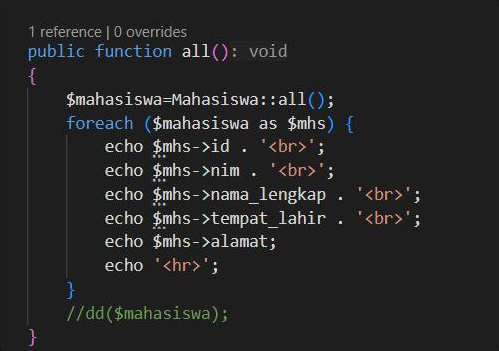 1 reference | 0 overrides
public function all(): void
{
    $mahasiswa=Mahasiswa::all();
    foreach ($mahasiswa as $mhs) {
        echo $mhs->id . '<br>';
        echo $mhs->nim . '<br>';
        echo $mhs->nama_lengkap . '<br>';
        echo $mhs->tempat_lahir . '<br>';
        echo $mhs->alamat;
        echo '<hr>';
    }
    //dd($mahasiswa);
}